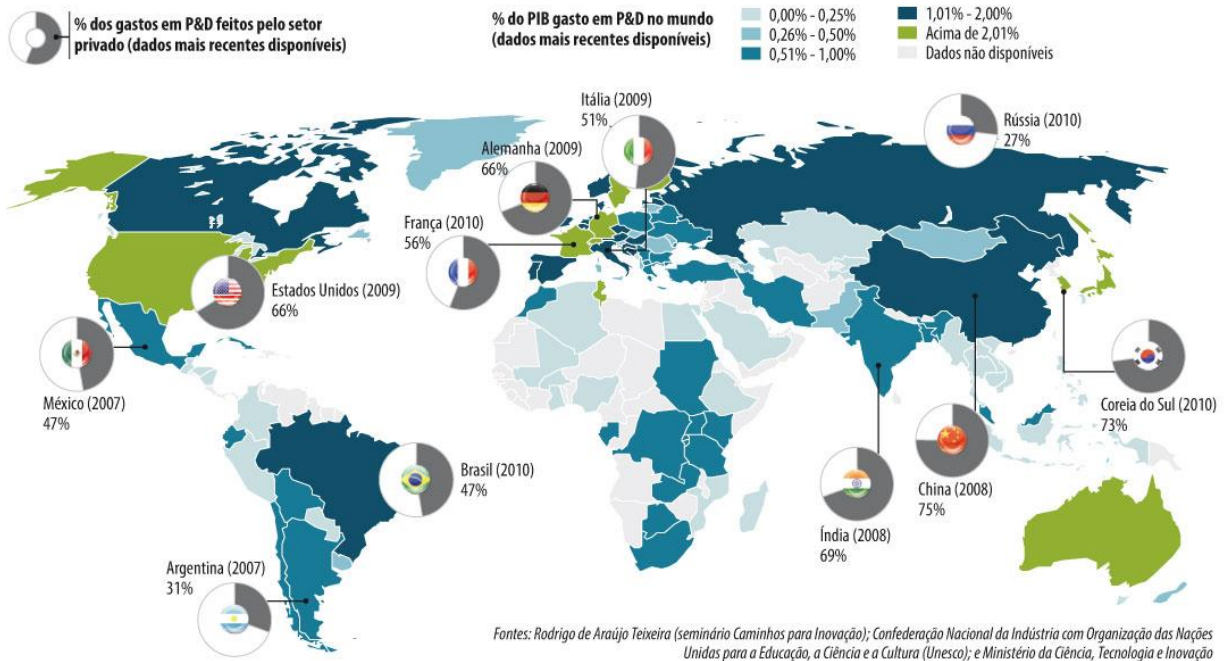 % dos gastos em P&D feitos pelo setor
privado (dados mais recentes disponíveis)
% do PIB gasto em P&D no mundo
(dados mais recentes disponíveis)
0,00% - 0,25%
0,26% - 0,50%
0,51% - 1,00%
1,01% - 2,00%
Acima de 2,01%
Dados não disponíveis
Itália (2009)
51%
Rússia (2010)
27%
Alemanha (2009)
66%
França (2010)
56%
Estados Unidos (2009)
66%
México (2007)
47%
Coreia do Sul (2010)
73%
Brasil (2010)
47%
China (2008)
75%
Índia (2008)
69%
Argentina (2007)
31%
Fontes: Rodrigo de Araújo Teixeira (seminário Caminhos para Inovação); Confederação Nacional da Indústria com Organização das Nações
Unidas para a Educação, a Ciência e a Cultura (Unesco); e Ministério da Ciência, Tecnologia e Inovação